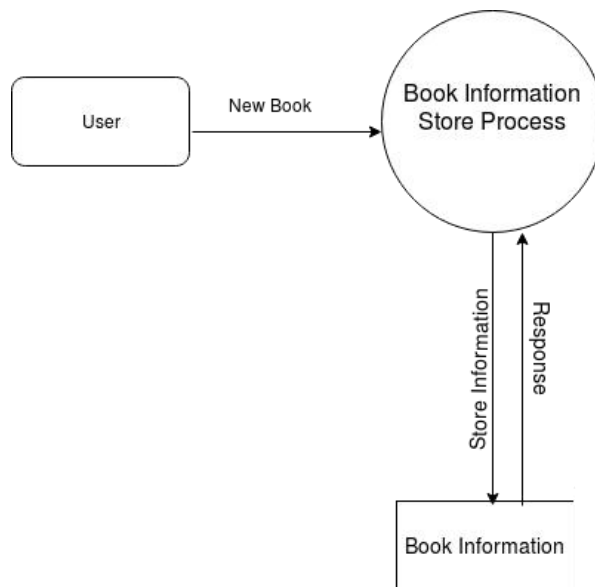 User
New Book
Book Information
Store Process
Store Information
Response
Book Information